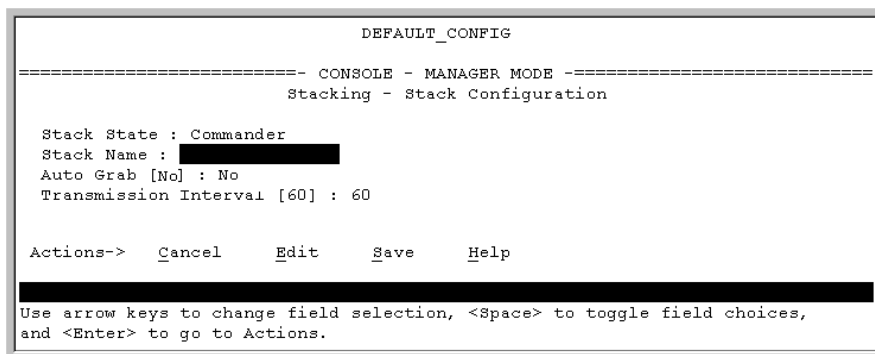 DEFAULT_CONFIG
==========================- CONSOLE - MANAGER MODE -============================
Stacking - Stack Configuration
Stack State : Commander
Stack Name :
Auto Grab [No] : No
Transmission Interval [60] : 60
Actions-> Cancel Edit Save Help
Use arrow keys to change field selection, <Space> to toggle field choices,
and <Enter> to go to Actions.